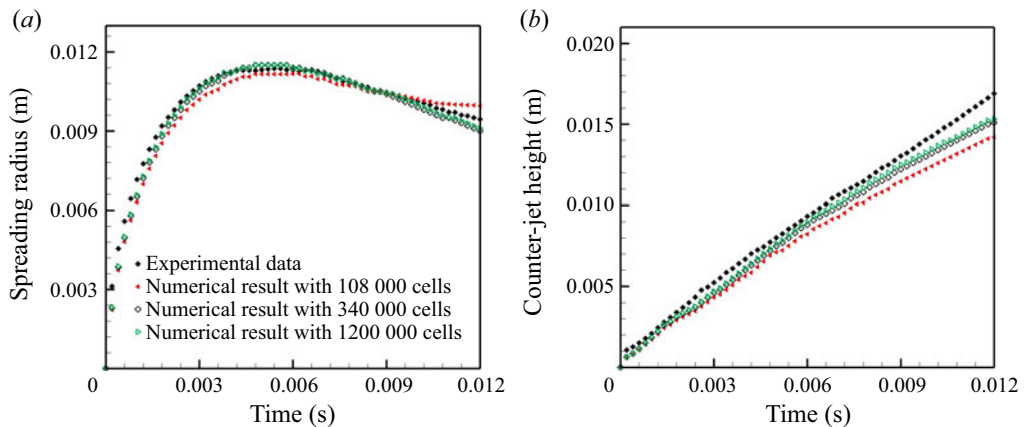 (a)
0.012
0.009
0.006
0.003
Spreading radius (m)
Experimental data
Numerical result with 108 000 cells
Numerical result with 340 000 cells
Numerical result with 1200 000 cells
0
0.003
0.006
0.009
0.012
Time (s)
(b)
0.020
0.015
0.010
0.005
Counter-jet height (m)
0
0.003
0.006
0.009
0.012
Time (s)